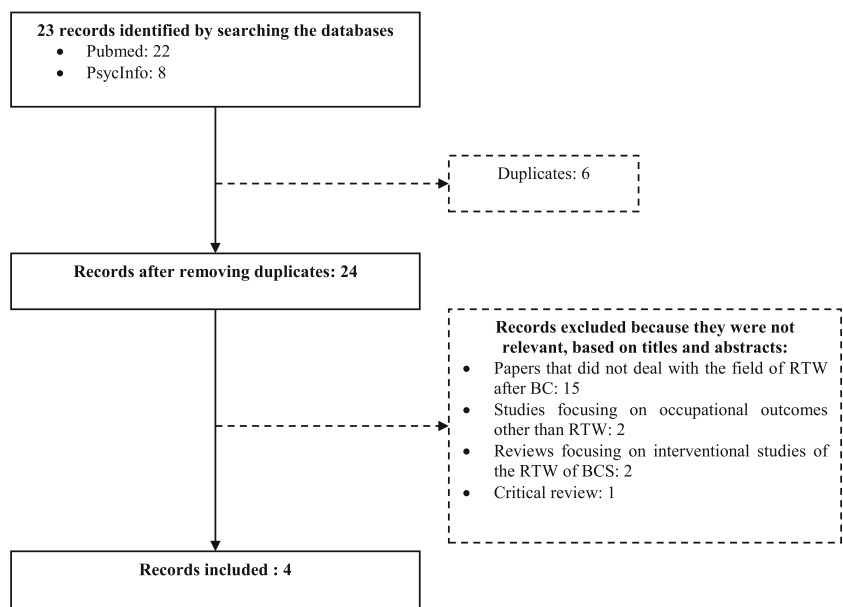 23 records identified by searching the databases
• Pubmed: 22
• PsycInfo: 8
Duplicates: 6
Records after removing duplicates: 24
Records excluded because they were not
relevant, based on titles and abstracts:
• Papers that did not deal with the field of RTW
after BC: 15
• Studies focusing on occupational outcomes
other than RTW: 2
• Reviews focusing on interventional studies of
the RTW of BCS: 2
• Critical review: 1
Records included : 4